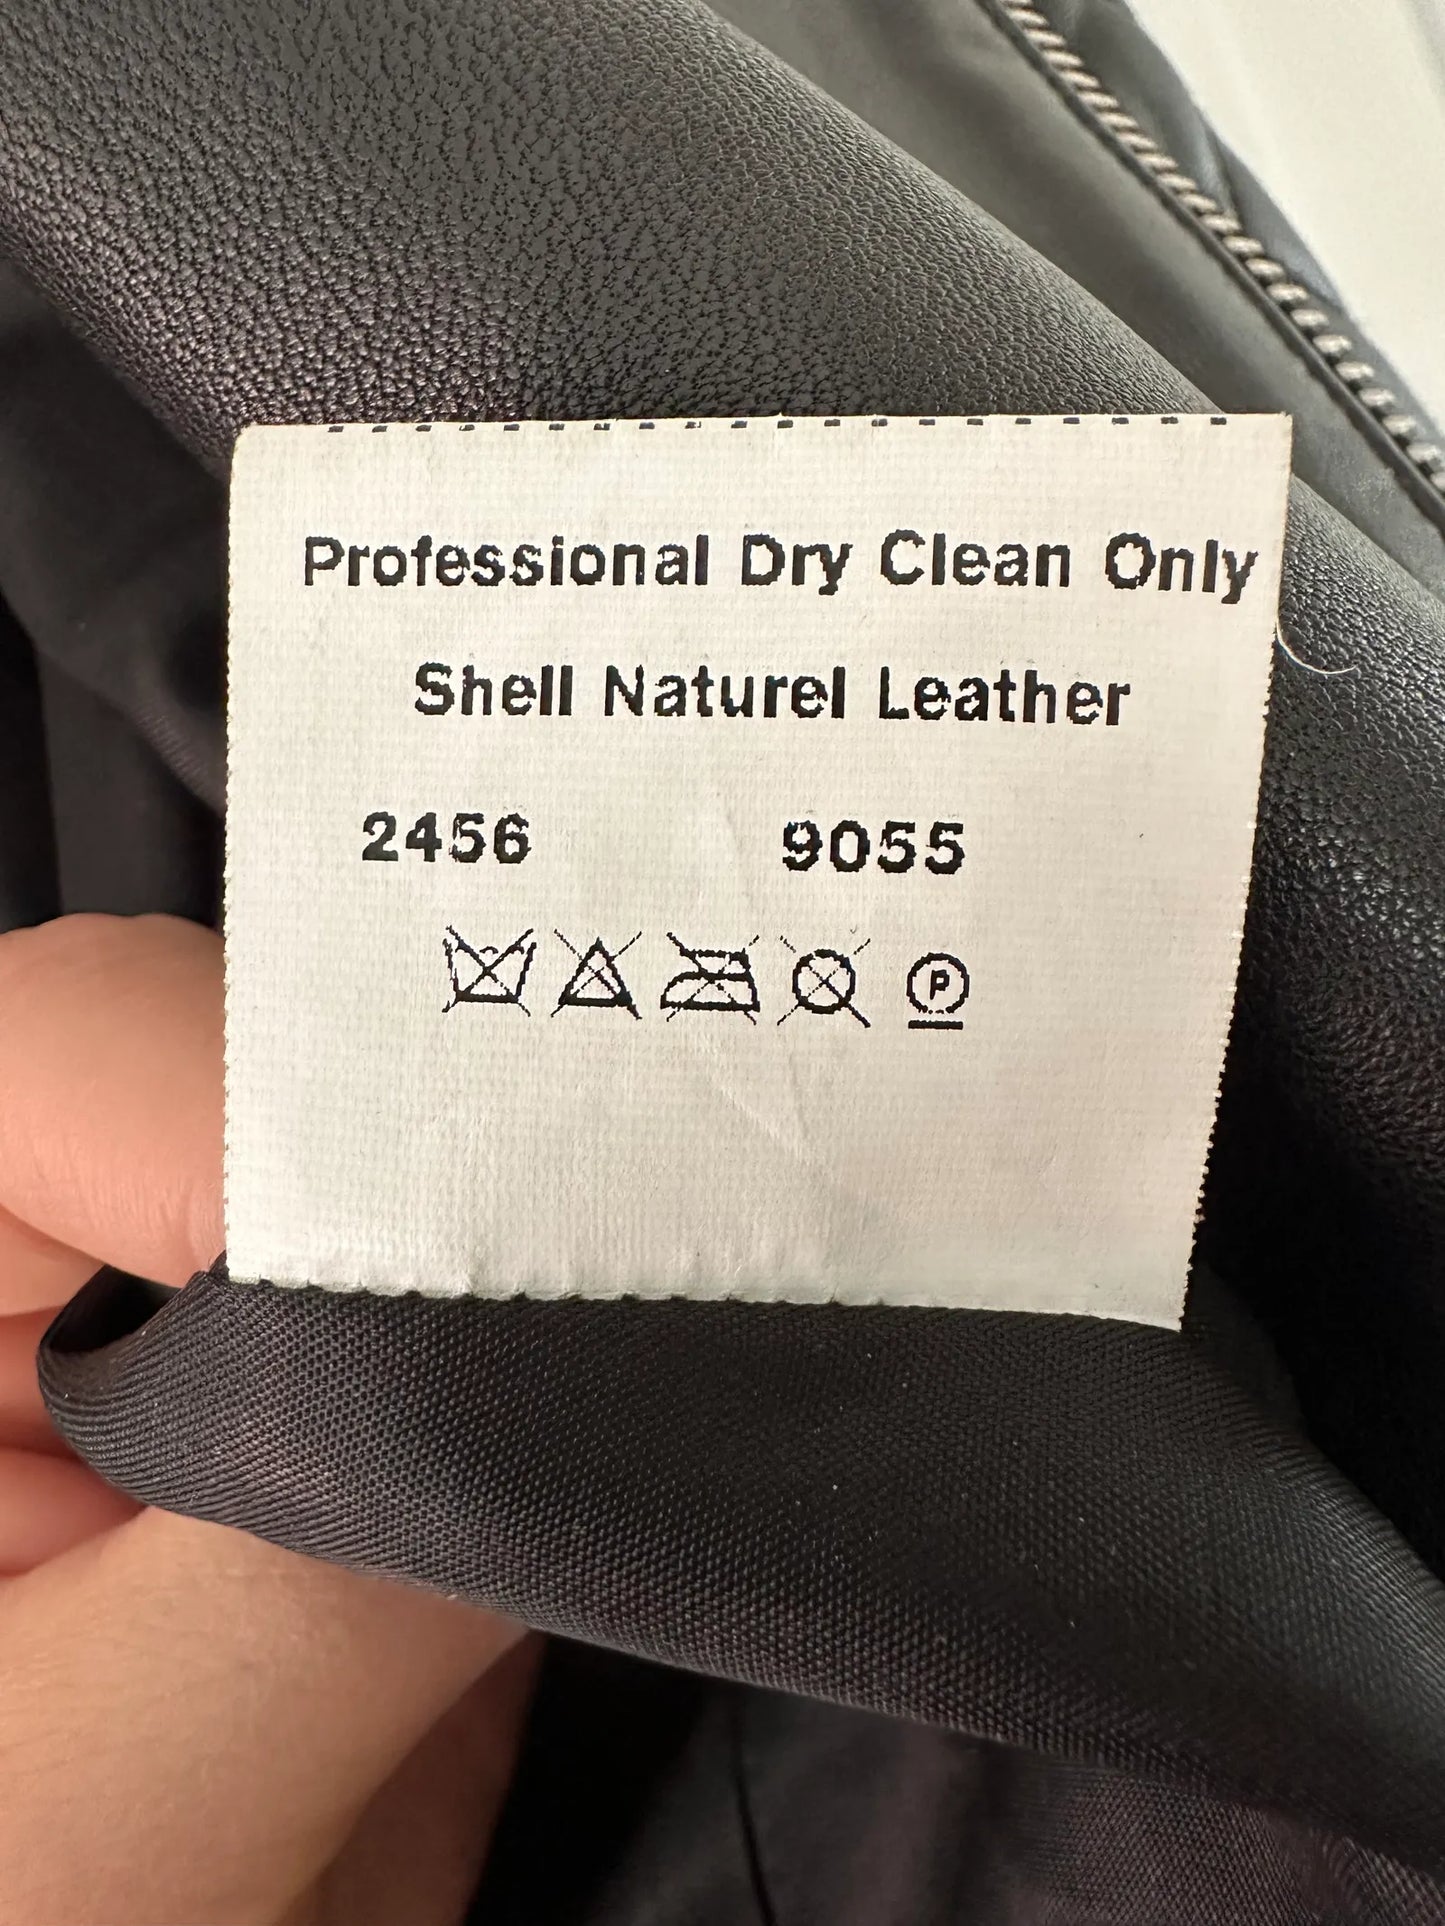 Professional Dry Clean Only
Shell Naturel Leather
2456 9055
P